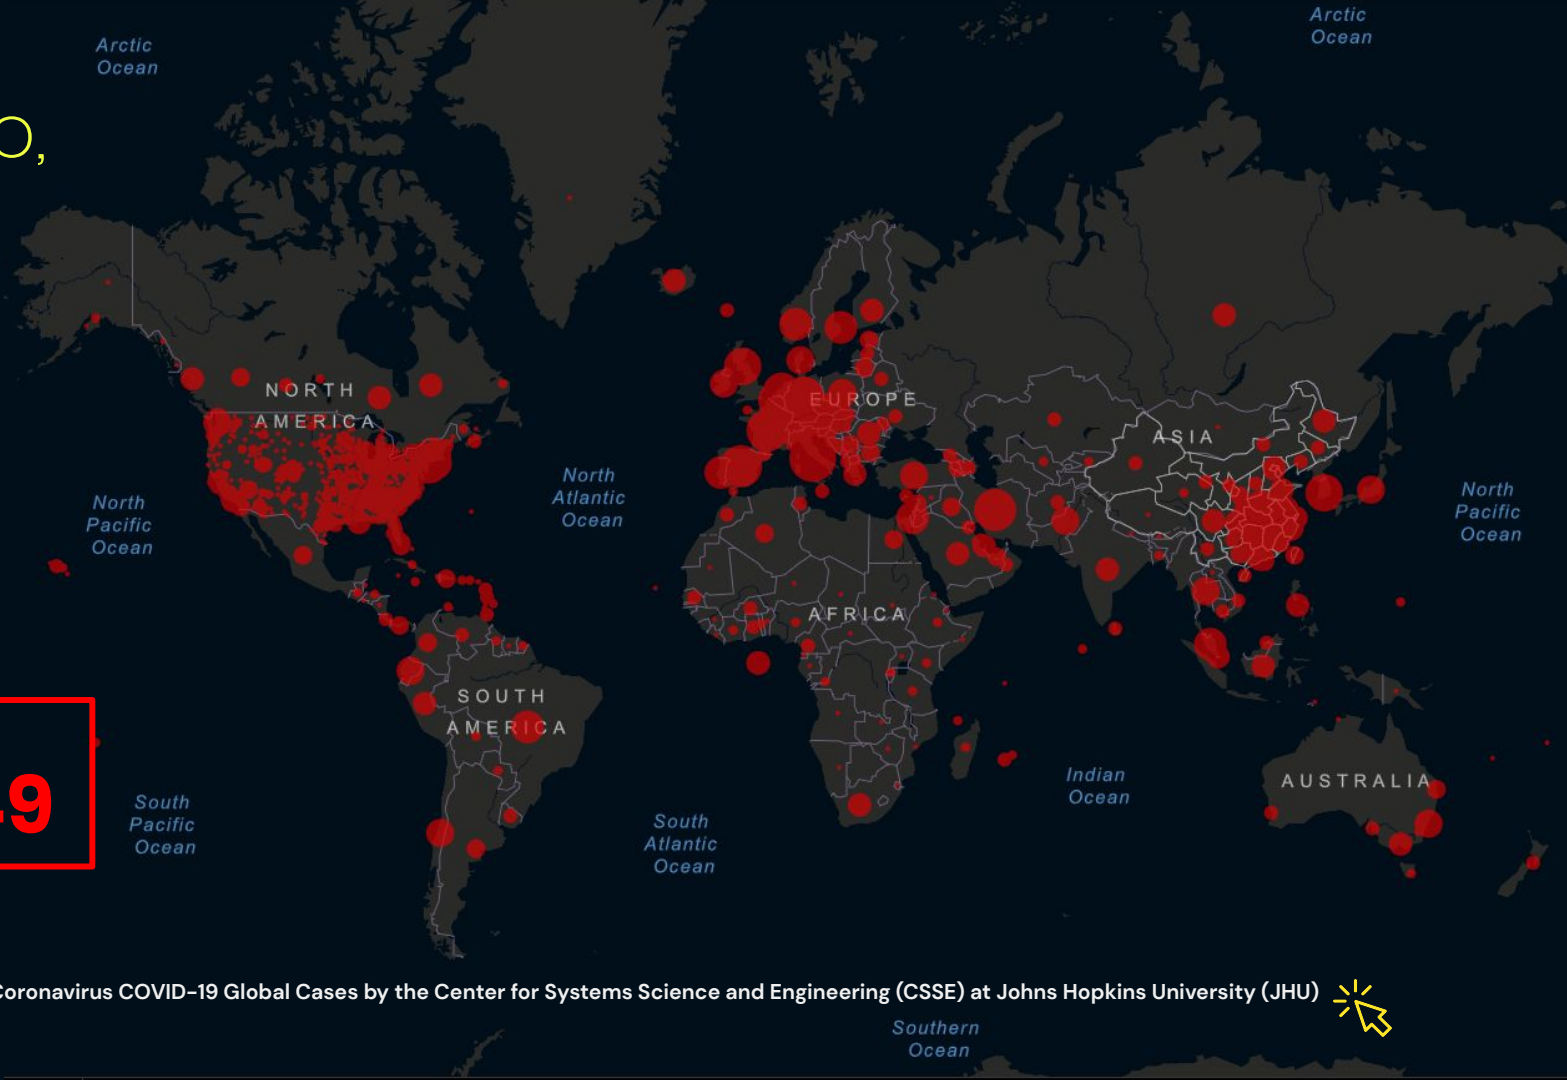 Arctic
Ocean
Arctic
Ocean
O,
NORTH
AMERICA
EUROPE
ASIA
North
Pacific
Ocean
North
Atlantic
Ocean
North
Pacific
Ocean
AFRICA
SOUTH
AMERICA
9
South
Pacific
Ocean
South
Atlantic
Ocean
Indian
Ocean
AUSTRALIA
Coronavirus COVID-19 Global Cases by the Center for Systems Science and Engineering (CSSE) at Johns Hopkins University (JHU)
Southern
Ocean